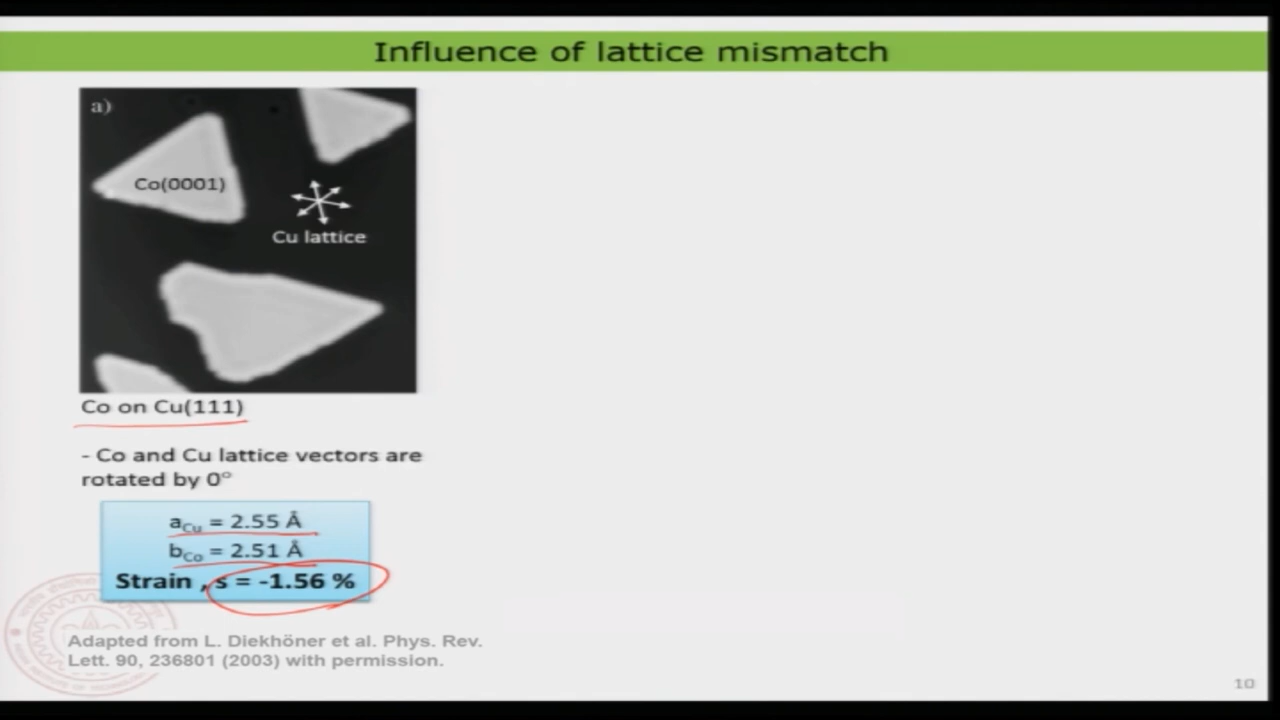 Influence of lattice mismatch
a)
Co(0001)
Cu lattice
Co on Cu(111)
- Co and Cu lattice vectors are
rotated by 0°
aCu = 2.55 Å
bCo = 2.51 Å
Strain , s = -1.56 %
Adapted from L. Diekhöner et al. Phys. Rev.
Lett. 90, 236801 (2003) with permission.
10